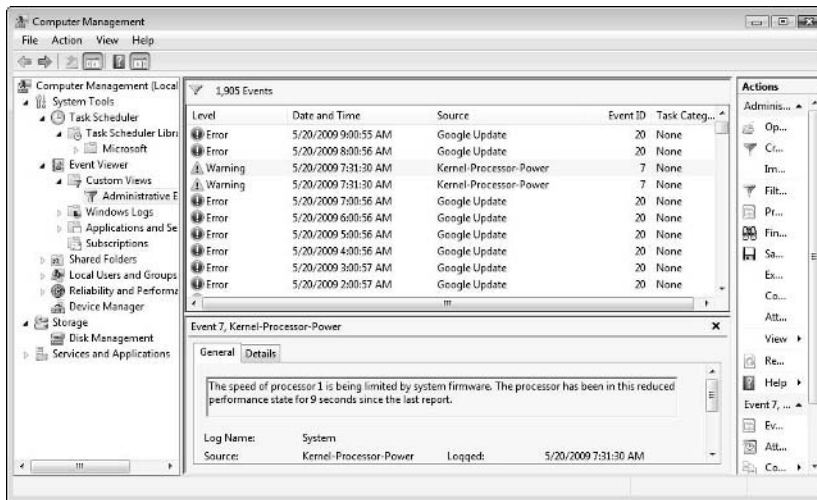 Computer Management
File Action View Help
Computer Management (Local
System Tools
Task Scheduler
Task Scheduler Libr
Microsoft
Event Viewer
Custom Views
Administrative E
Windows Logs
Applications and Se
Subscriptions
Shared Folders
Local Users and Groups
Reliability and Performa
Device Manager
Storage
Disk Management
Services and Applications
1,905 Events
Level Date and Time Source Event ID Task Categ...
Error 5/20/2009 9:00:55 AM Google Update 20 None
Error 5/20/2009 8:00:56 AM Google Update 20 None
Warning 5/20/2009 7:31:30 AM Kernel-Processor-Power 7 None
Warning 5/20/2009 7:31:30 AM Kernel-Processor-Power 7 None
Error 5/20/2009 7:00:56 AM Google Update 20 None
Error 5/20/2009 6:00:56 AM Google Update 20 None
Error 5/20/2009 5:00:56 AM Google Update 20 None
Error 5/20/2009 4:00:56 AM Google Update 20 None
Error 5/20/2009 3:00:57 AM Google Update 20 None
Error 5/20/2009 2:00:57 AM Google Update 20 None
Event 7, Kernel-Processor-Power
General Details
The speed of processor 1 is being limited by system firmware. The processor has been in this reduced
performance state for 9 seconds since the last report.
Log Name: System
Source: Kernel-Processor-Power Logged: 5/20/2009 7:31:30 AM
Actions
Adminis...
Op...
Cr...
Im...
Filt...
Pr...
Fin...
Sa...
Ex...
Co...
Att...
View
Re...
Help
Event 7, ...
Ev...
Att...
Co...